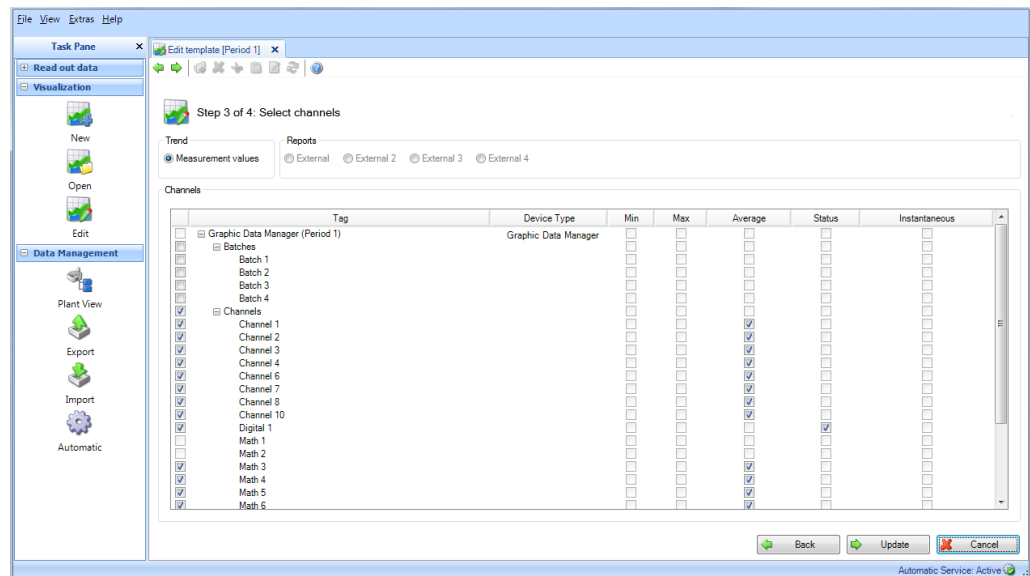 File View Extras Help
Task Pane
Edit template [Period 1]
Read out data
Visualization
New
Open
Edit
Data Management
Plant View
Export
Import
Automatic
Step 3 of 4: Select channels
Trend
Measurement values
Reports
External External 2 External 3 External 4
Channels
Tag Device Type Min Max Average Status Instantaneous
Graphic Data Manager (Period 1) Graphic Data Manager
Batches
Batch 1
Batch 2
Batch 3
Batch 4
Channels
Channel 1
Channel 2
Channel 3
Channel 4
Channel 6
Channel 7
Channel 8
Channel 10
Digital 1
Math 1
Math 2
Math 3
Math 4
Math 5
Math 6
Back Update Cancel
Automatic Service: Active